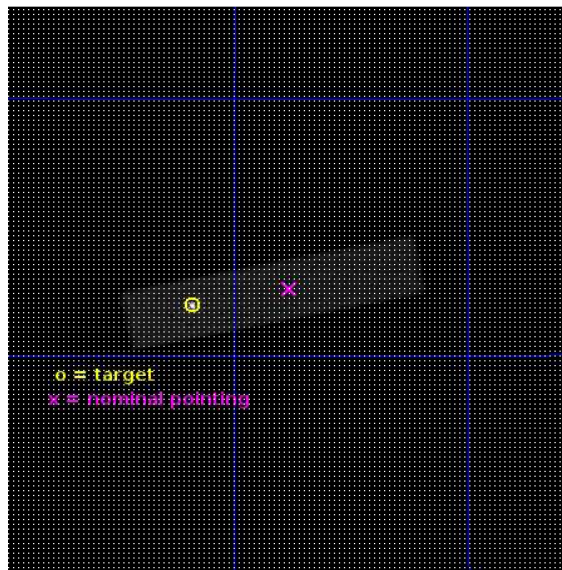 o = target
x = nominal pointing